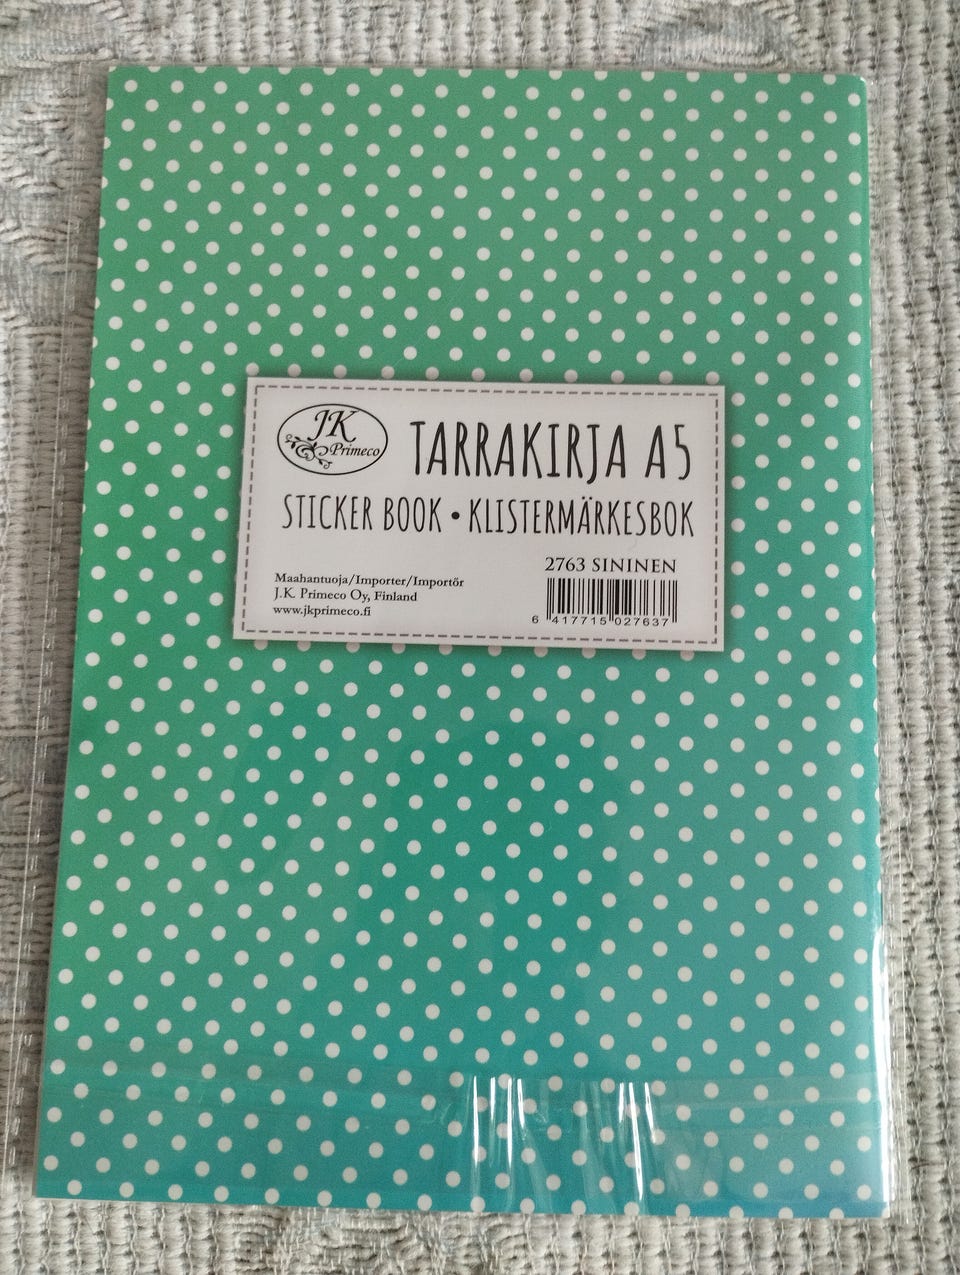 JK
Primeco
TARRAKIRJA A5
STICKER BOOK • KLISTERMÄRKESBOK
2763 SININEN
Maahantuoja/Importer/Importör
J.K. Primeco Oy, Finland
www.jkprimeco.fi
6 417715 027637